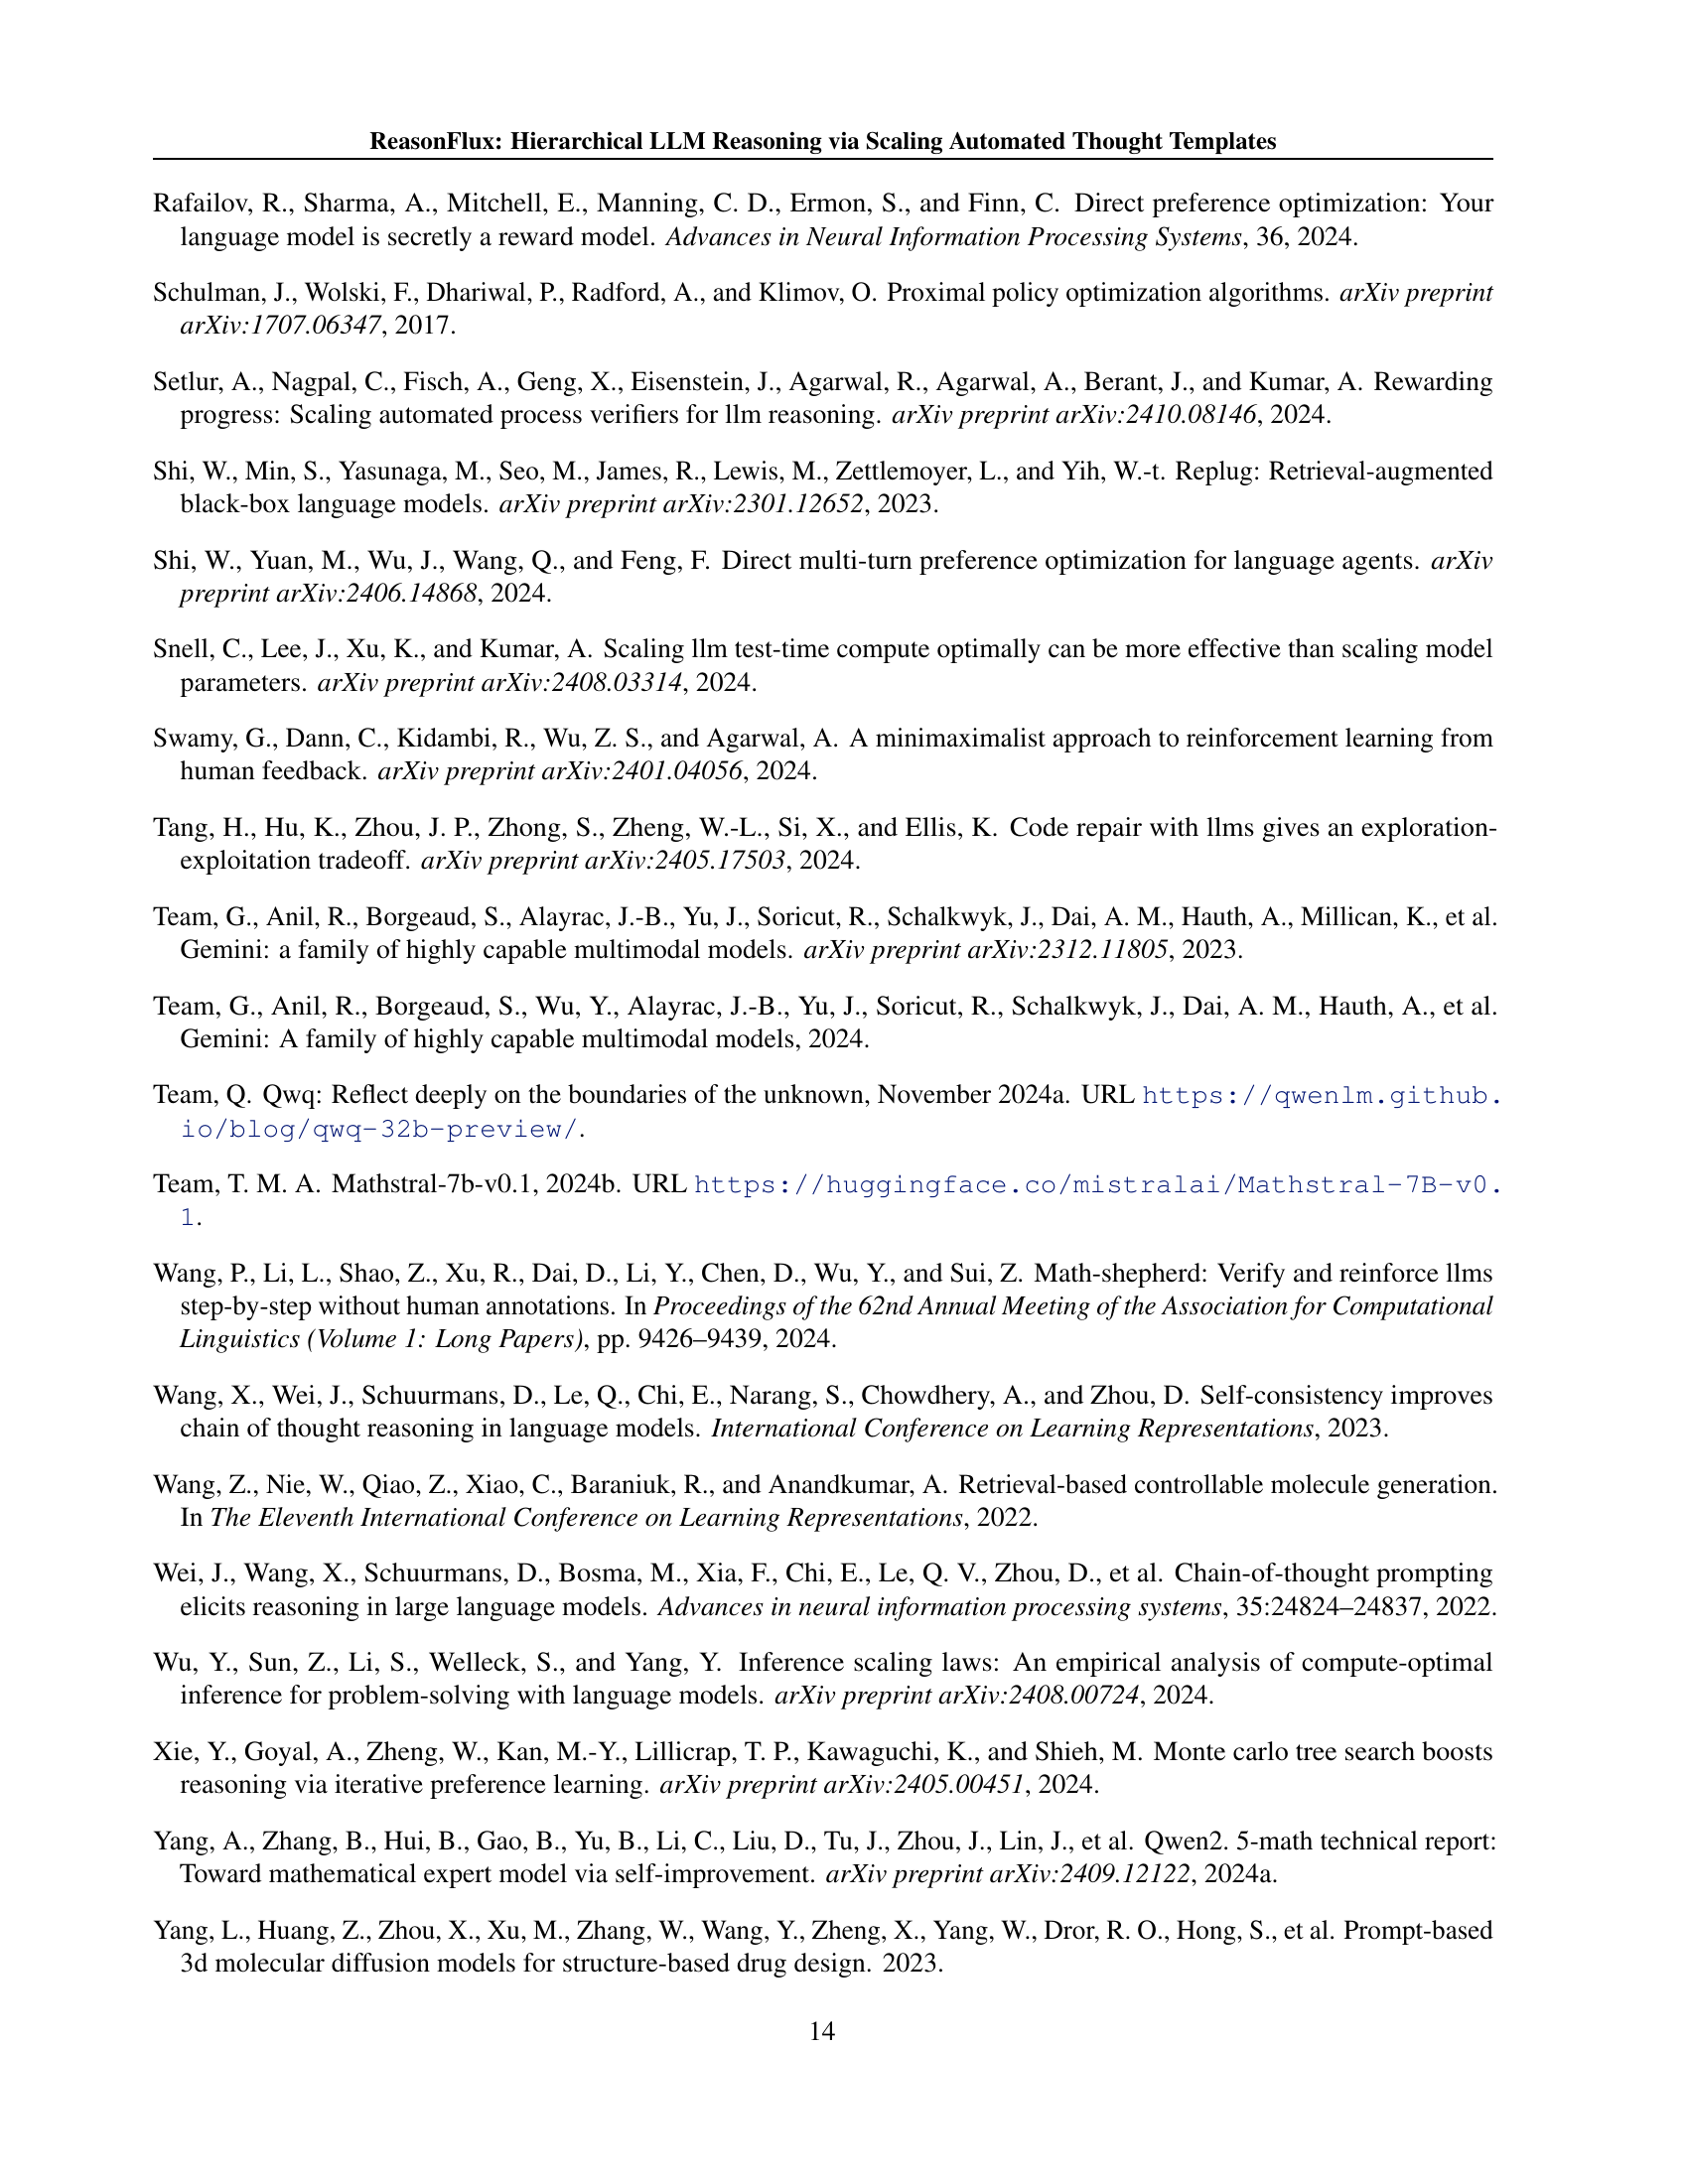 ReasonFlux: Hierarchical LLM Reasoning via Scaling Automated Thought Templates
Rafailov, R., Sharma, A., Mitchell, E., Manning, C. D., Ermon, S., and Finn, C. Direct preference optimization: Your
language model is secretly a reward model. Advances in Neural Information Processing Systems, 36, 2024.
Schulman, J., Wolski, F., Dhariwal, P., Radford, A., and Klimov, O. Proximal policy optimization algorithms. arXiv preprint
arXiv:1707.06347, 2017.
Setlur, A., Nagpal, C., Fisch, A., Geng, X., Eisenstein, J., Agarwal, R., Agarwal, A., Berant, J., and Kumar, A. Rewarding
progress: Scaling automated process verifiers for llm reasoning. arXiv preprint arXiv:2410.08146, 2024.
Shi, W., Min, S., Yasunaga, M., Seo, M., James, R., Lewis, M., Zettlemoyer, L., and Yih, W.-t. Replug: Retrieval-augmented
black-box language models. arXiv preprint arXiv:2301.12652, 2023.
Shi, W., Yuan, M., Wu, J., Wang, Q., and Feng, F. Direct multi-turn preference optimization for language agents. arXiv
preprint arXiv:2406.14868, 2024.
Snell, C., Lee, J., Xu, K., and Kumar, A. Scaling llm test-time compute optimally can be more effective than scaling model
parameters. arXiv preprint arXiv:2408.03314, 2024.
Swamy, G., Dann, C., Kidambi, R., Wu, Z. S., and Agarwal, A. A minimaximalist approach to reinforcement learning from
human feedback. arXiv preprint arXiv:2401.04056, 2024.
Tang, H., Hu, K., Zhou, J. P., Zhong, S., Zheng, W.-L., Si, X., and Ellis, K. Code repair with llms gives an exploration-
exploitation tradeoff. arXiv preprint arXiv:2405.17503, 2024.
Team, G., Anil, R., Borgeaud, S., Alayrac, J.-B., Yu, J., Soricut, R., Schalkwyk, J., Dai, A. M., Hauth, A., Millican, K., et al.
Gemini: a family of highly capable multimodal models. arXiv preprint arXiv:2312.11805, 2023.
Team, G., Anil, R., Borgeaud, S., Wu, Y., Alayrac, J.-B., Yu, J., Soricut, R., Schalkwyk, J., Dai, A. M., Hauth, A., et al.
Gemini: A family of highly capable multimodal models, 2024.
Team, Q. Qwq: Reflect deeply on the boundaries of the unknown, November 2024a. URL https://qwenlm.github.
io/blog/qwq-32b-preview/.
Team, T. M. A. Mathstral-7b-v0.1, 2024b. URL https://huggingface.co/mistralai/Mathstral-7B-v0.
1.
Wang, P., Li, L., Shao, Z., Xu, R., Dai, D., Li, Y., Chen, D., Wu, Y., and Sui, Z. Math-shepherd: Verify and reinforce llms
step-by-step without human annotations. In Proceedings of the 62nd Annual Meeting of the Association for Computational
Linguistics (Volume 1: Long Papers), pp. 9426–9439, 2024.
Wang, X., Wei, J., Schuurmans, D., Le, Q., Chi, E., Narang, S., Chowdhery, A., and Zhou, D. Self-consistency improves
chain of thought reasoning in language models. International Conference on Learning Representations, 2023.
Wang, Z., Nie, W., Qiao, Z., Xiao, C., Baraniuk, R., and Anandkumar, A. Retrieval-based controllable molecule generation.
In The Eleventh International Conference on Learning Representations, 2022.
Wei, J., Wang, X., Schuurmans, D., Bosma, M., Xia, F., Chi, E., Le, Q. V., Zhou, D., et al. Chain-of-thought prompting
elicits reasoning in large language models. Advances in neural information processing systems, 35:24824–24837, 2022.
Wu, Y., Sun, Z., Li, S., Welleck, S., and Yang, Y. Inference scaling laws: An empirical analysis of compute-optimal
inference for problem-solving with language models. arXiv preprint arXiv:2408.00724, 2024.
Xie, Y., Goyal, A., Zheng, W., Kan, M.-Y., Lillicrap, T. P., Kawaguchi, K., and Shieh, M. Monte carlo tree search boosts
reasoning via iterative preference learning. arXiv preprint arXiv:2405.00451, 2024.
Yang, A., Zhang, B., Hui, B., Gao, B., Yu, B., Li, C., Liu, D., Tu, J., Zhou, J., Lin, J., et al. Qwen2. 5-math technical report:
Toward mathematical expert model via self-improvement. arXiv preprint arXiv:2409.12122, 2024a.
Yang, L., Huang, Z., Zhou, X., Xu, M., Zhang, W., Wang, Y., Zheng, X., Yang, W., Dror, R. O., Hong, S., et al. Prompt-based
3d molecular diffusion models for structure-based drug design. 2023.
14